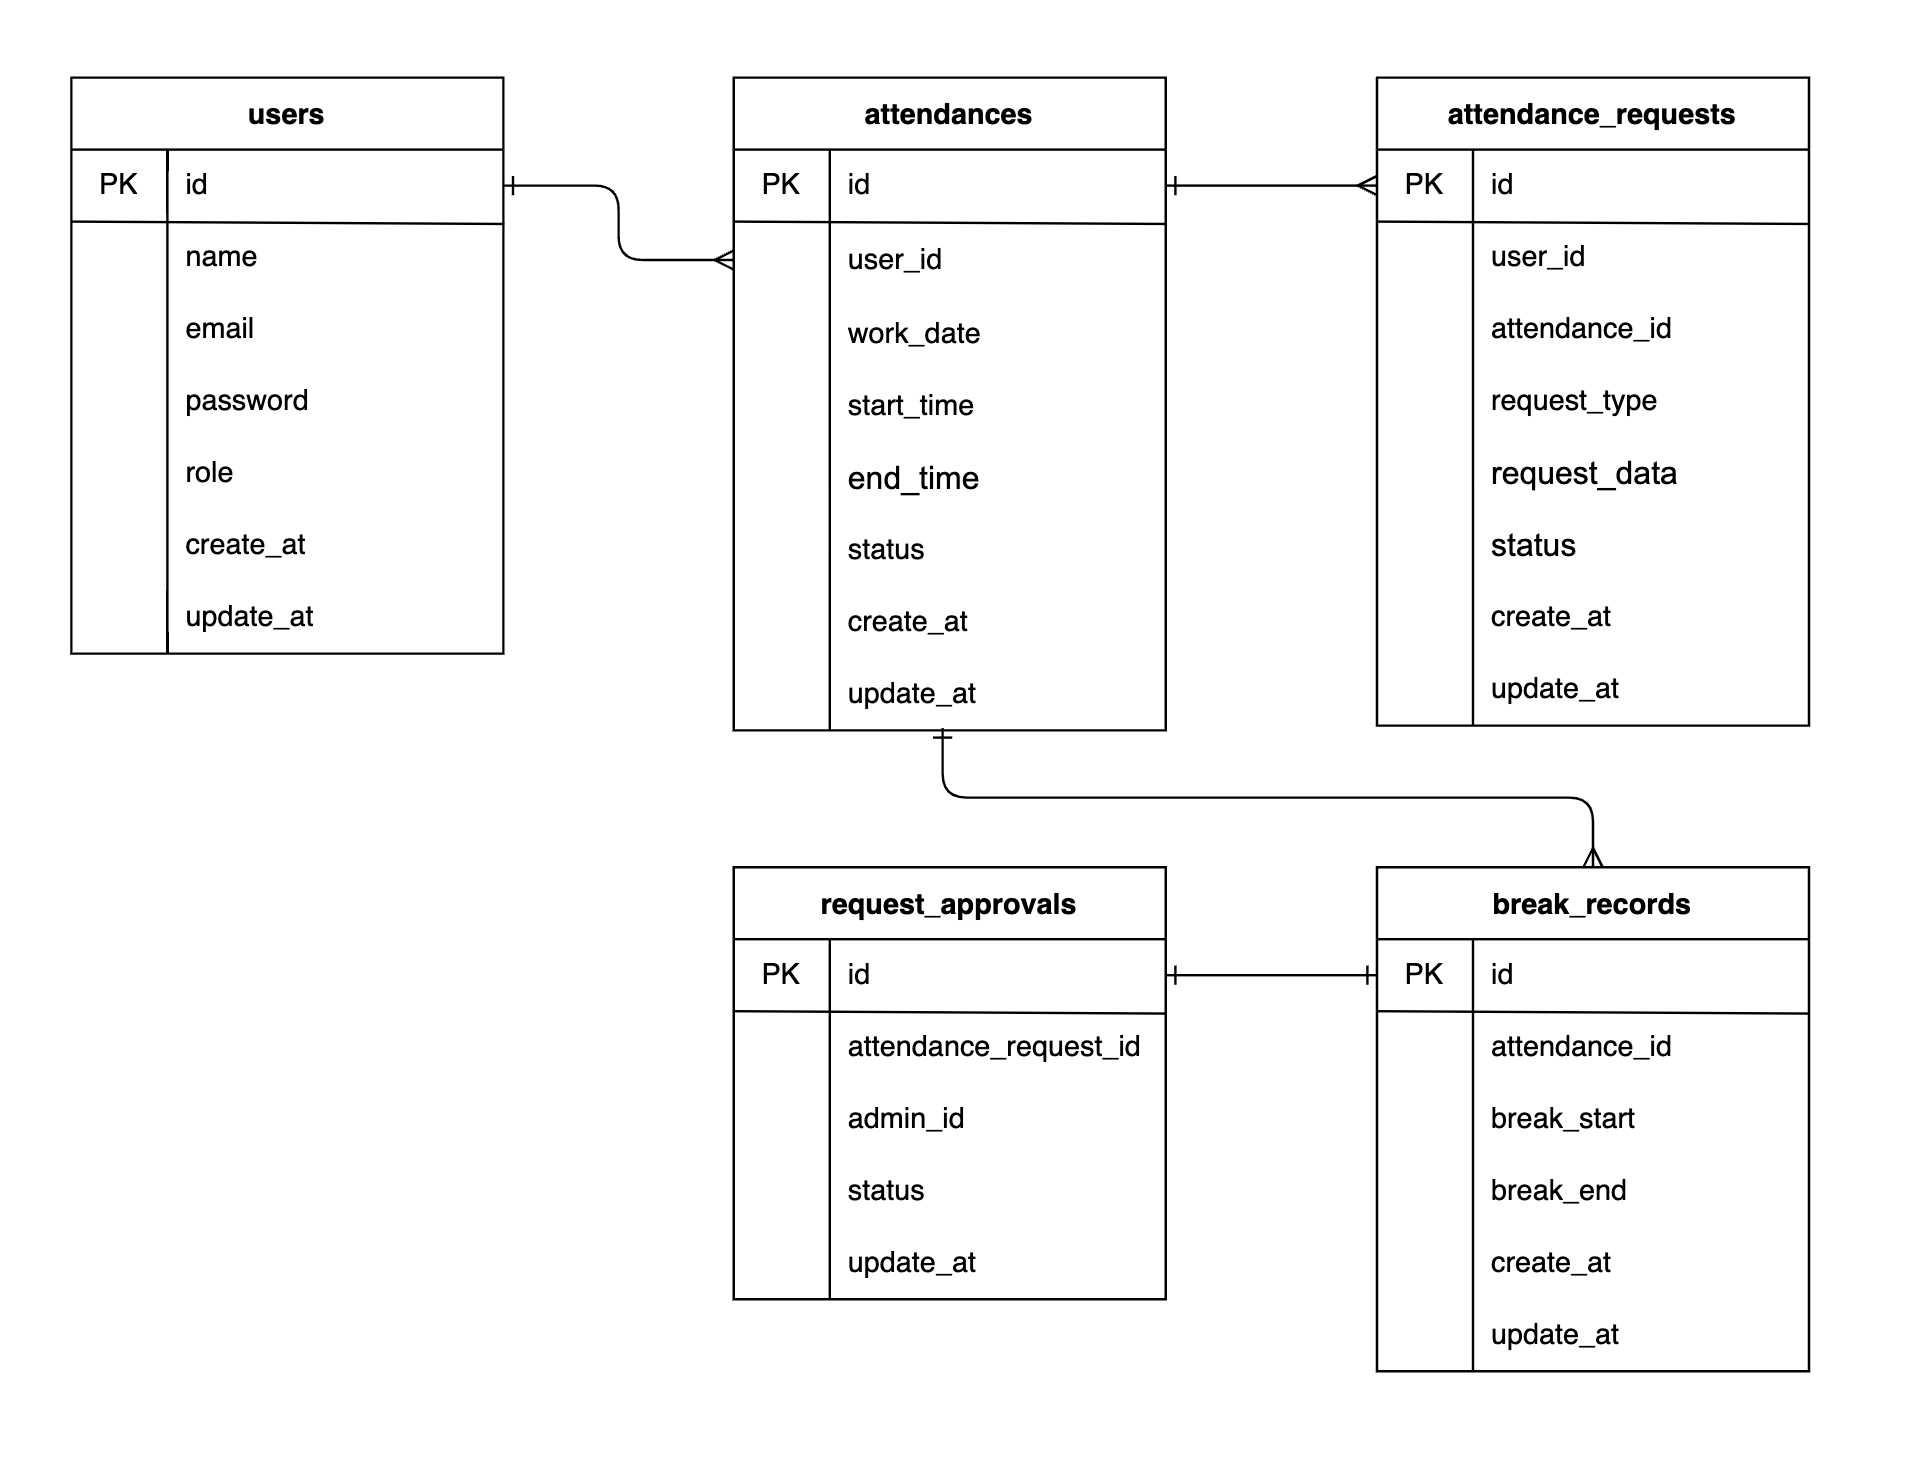 users
PK id
name
email
password
role
create_at
update_at
attendances
PK id
user_id
work_date
start_time
end_time
status
create_at
update_at
attendance_requests
PK id
user_id
attendance_id
request_type
request_data
status
create_at
update_at
request_approvals
PK id
attendance_request_id
admin_id
status
update_at
break_records
PK id
attendance_id
break_start
break_end
create_at
update_at